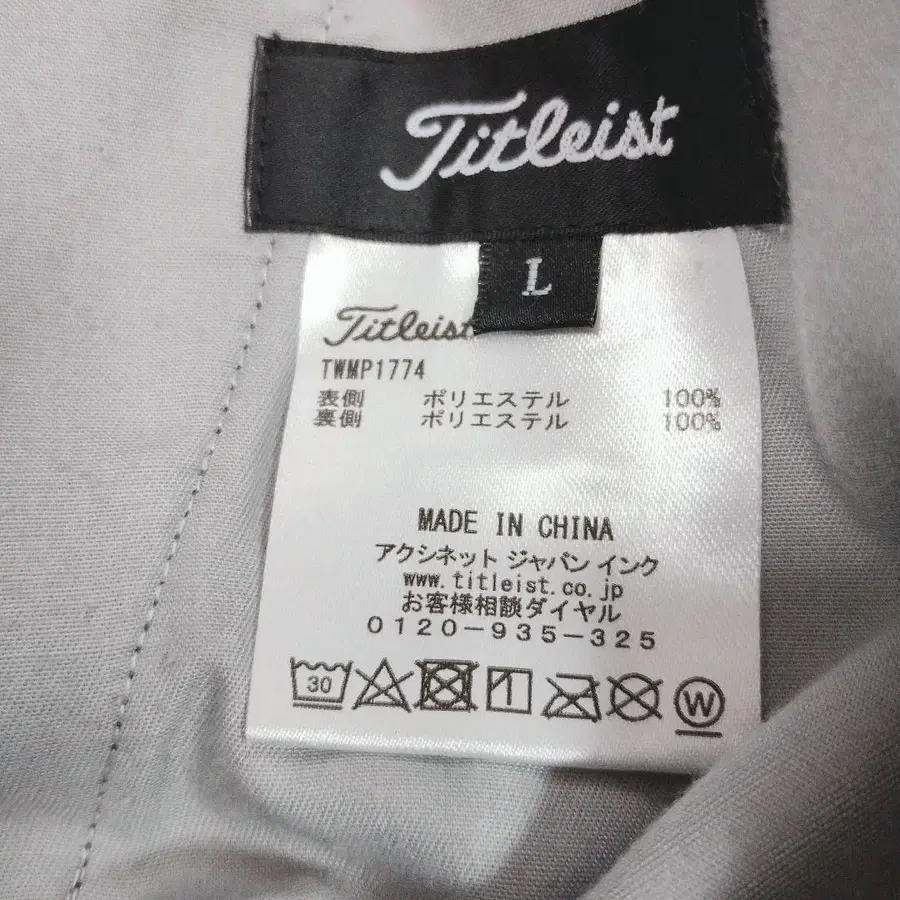 Titleist
L
Titleist
TWMP1774
表側 ポリエステル 100%
裏側 ポリエステル 100%
MADE IN CHINA
アクシネット ジャパン インク
www.titleist.co.jp
お客様相談ダイヤル
0120-935-325
30
W